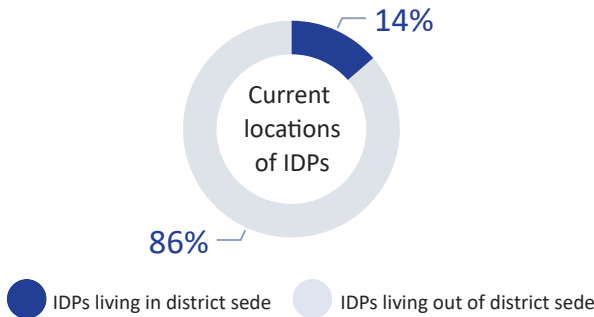 14%
Current
locations
of IDPs
86%
IDPs living in district sede
IDPs living out of district sede